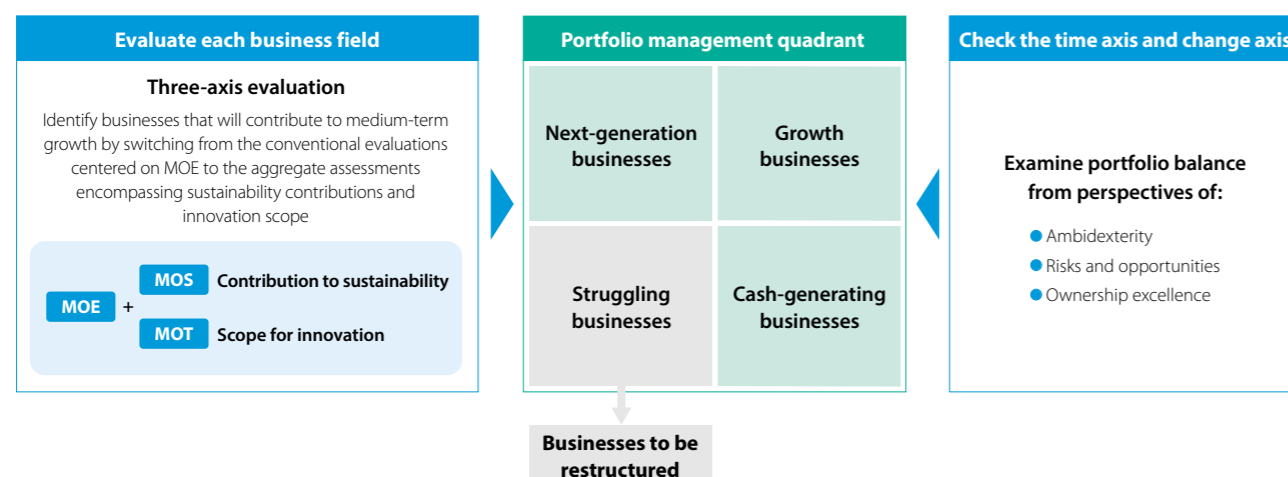 Evaluate each business field
Three-axis evaluation
Identify businesses that will contribute to medium-term
growth by switching from the conventional evaluations
centered on MOE to the aggregate assessments
encompassing sustainability contributions and
innovation scope
MOE + MOS Contribution to sustainability
MOT Scope for innovation
Portfolio management quadrant
Next-generation
businesses
Growth
businesses
Struggling
businesses
Cash-generating
businesses
Businesses to be
restructured
Check the time axis and change axis
Examine portfolio balance
from perspectives of:
● Ambidexterity
● Risks and opportunities
● Ownership excellence